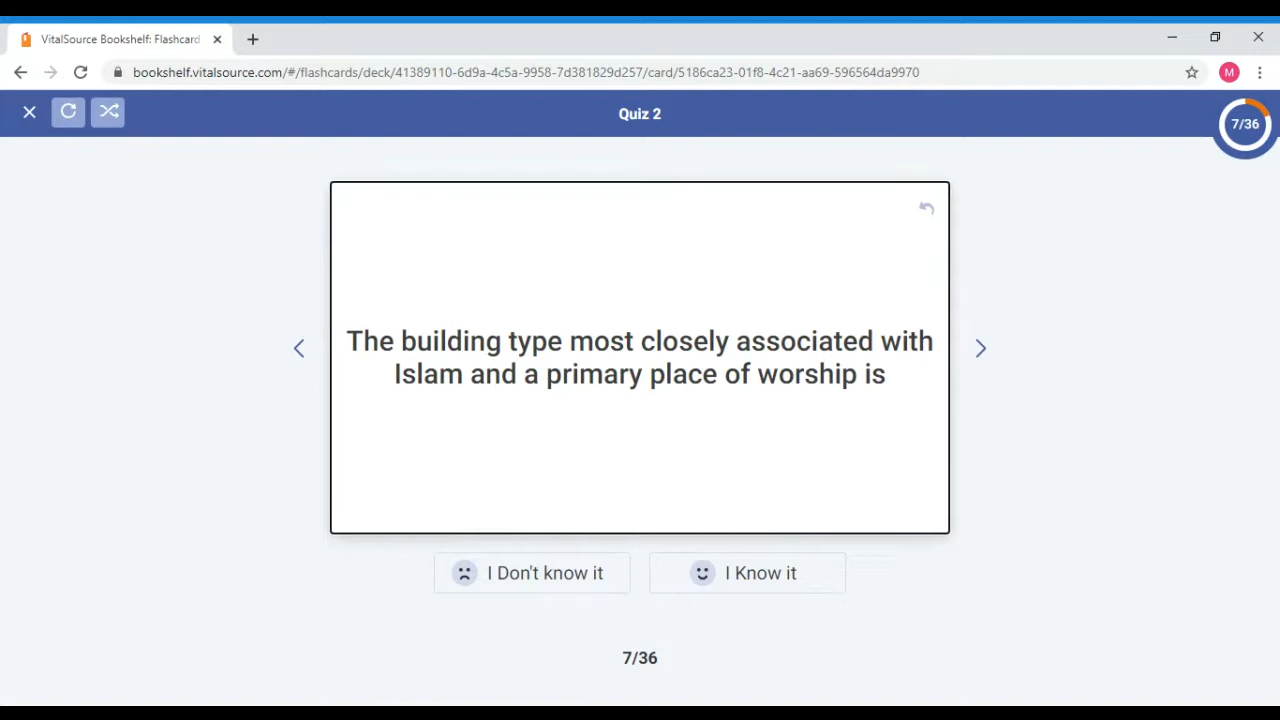 VitalSource Bookshelf: Flashcard
bookshelf.vitalsource.com/#/flashcards/deck/41389110-6d9a-4c5a-9958-7d381829d257/card/5186ca23-01f8-4c21-aa69-596564da9970
M
Quiz 2
7/36
The building type most closely associated with
Islam and a primary place of worship is
I Don't know it
I Know it
7/36